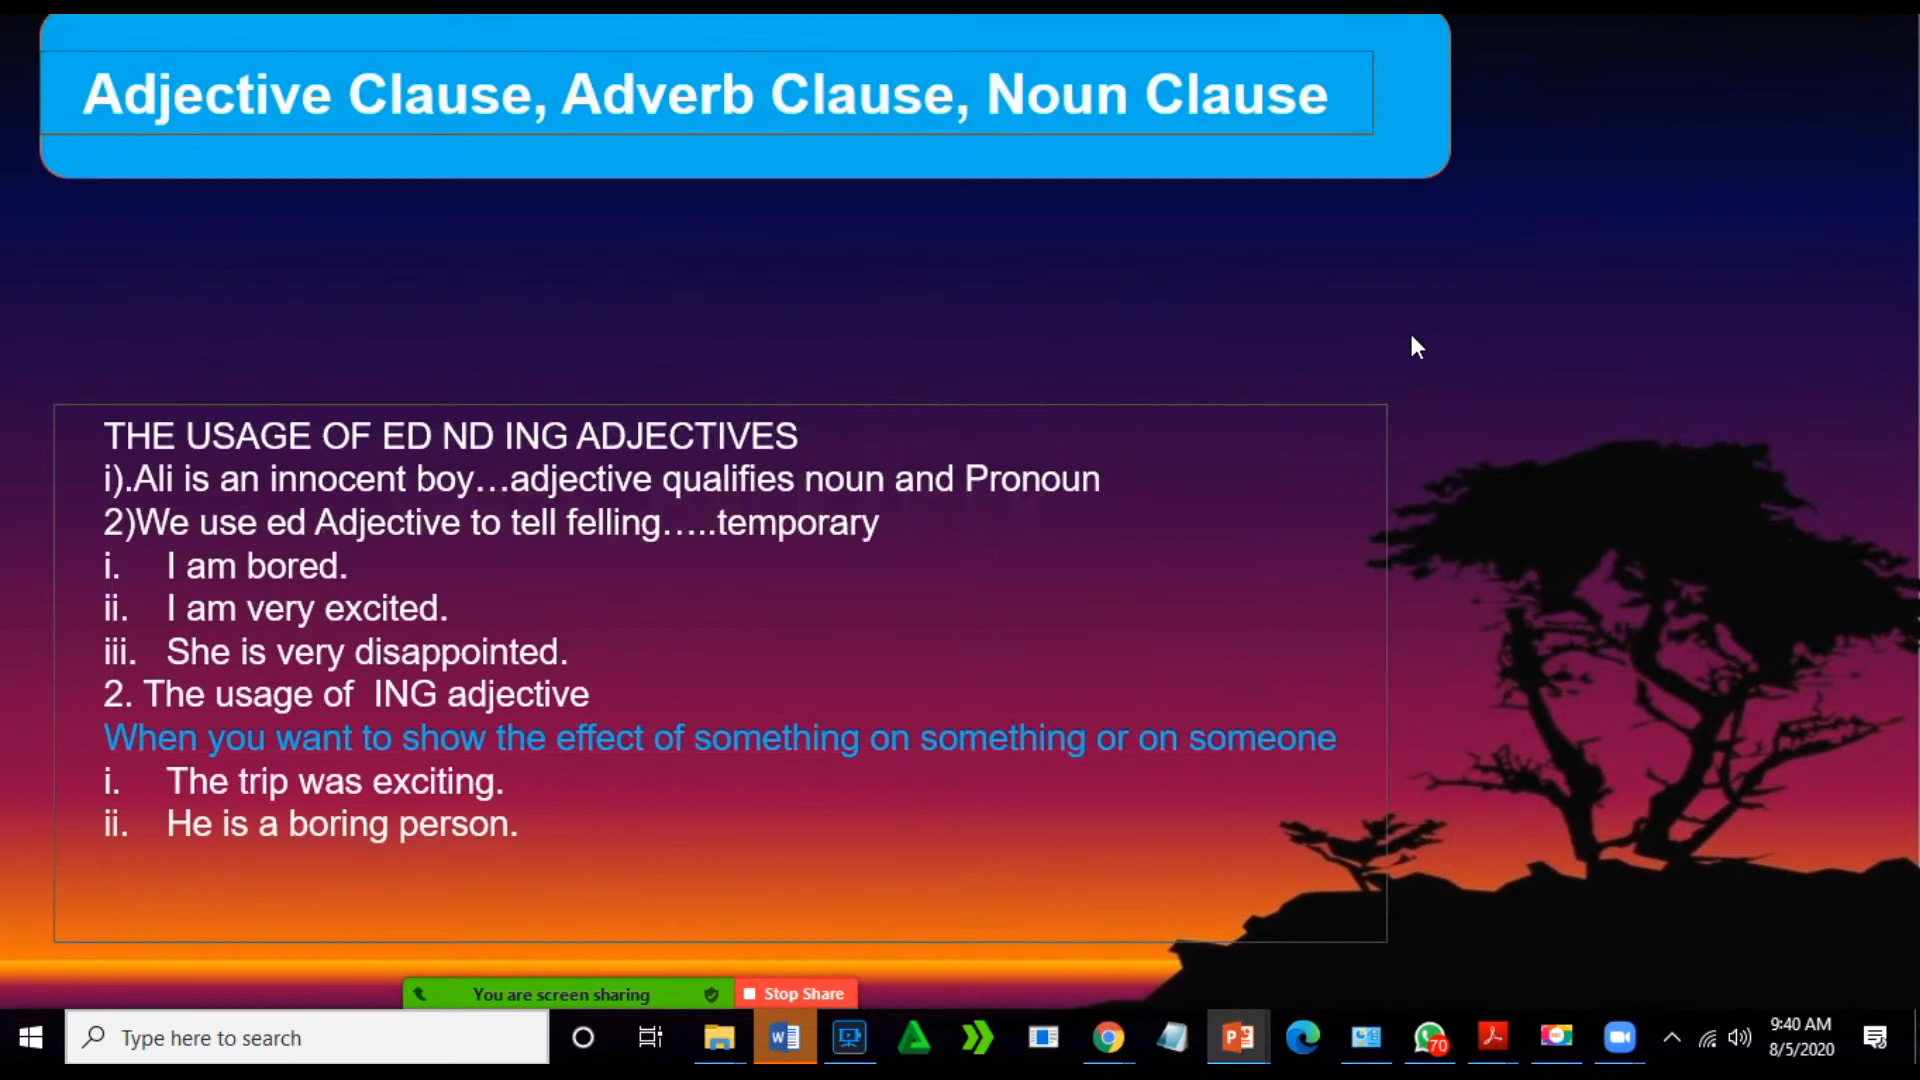 Adjective Clause, Adverb Clause, Noun Clause
THE USAGE OF ED ND ING ADJECTIVES
i).Ali is an innocent boy…adjective qualifies noun and Pronoun
2)We use ed Adjective to tell felling…..temporary
i. I am bored.
ii. I am very excited.
iii. She is very disappointed.
2. The usage of ING adjective
When you want to show the effect of something on something or on someone
i. The trip was exciting.
ii. He is a boring person.
You are screen sharing Stop Share
Type here to search
70
9:40 AM
8/5/2020